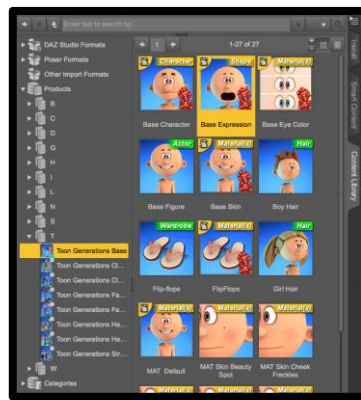 Enter text to search by...
DAZ Studio Formats
Poser Formats
Other Import Formats
Products
B
C
D
G
H
I
L
N
S
T
Toon Generations Base
Toon Generations Cl...
Toon Generations Cl...
Toon Generations Fa...
Toon Generations Fa...
Toon Generations Ha...
Toon Generations Ha...
Toon Generations Str...
W
Categories
1
1-27 of 27
Character
Shape
Material(s)
Base Character
Base Expression
Base Eye Color
Actor
Material(s)
Hair
Base Figure
Base Skin
Boy Hair
Wardrobe
Material(s)
Hair
Flip-flops
FlipFlops
Girl Hair
Material(s)
Material(s)
Material(s)
MAT Default
MAT Skin Beauty
Spot
MAT Skin Cheek
Freckles
Material(s)
Material(s)
Material(s)
Install
Smart Content
Content Library